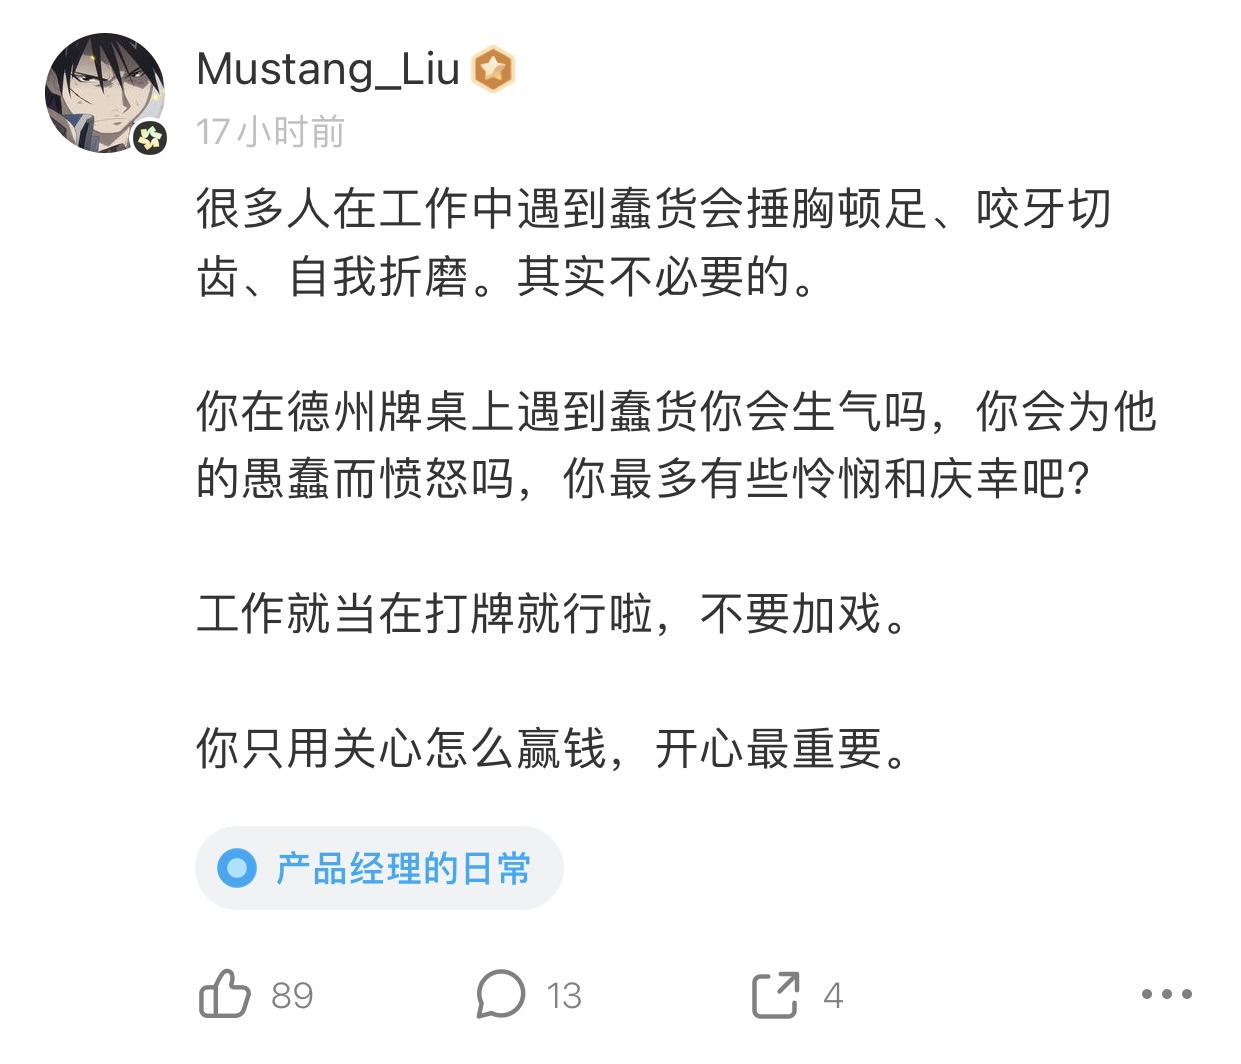 Mustang_Liu
17 小时前
很多人在工作中遇到蠢货会捶胸顿足、咬牙切
齿、自我折磨。其实不必要的。
你在德州牌桌上遇到蠢货你会生气吗，你会为他
的愚蠢而愤怒吗，你最多有些怜悯和庆幸吧？
工作就当在打牌就行啦，不要加戏。
你只用关心怎么赢钱，开心最重要。
产品经理的日常
89 13 4